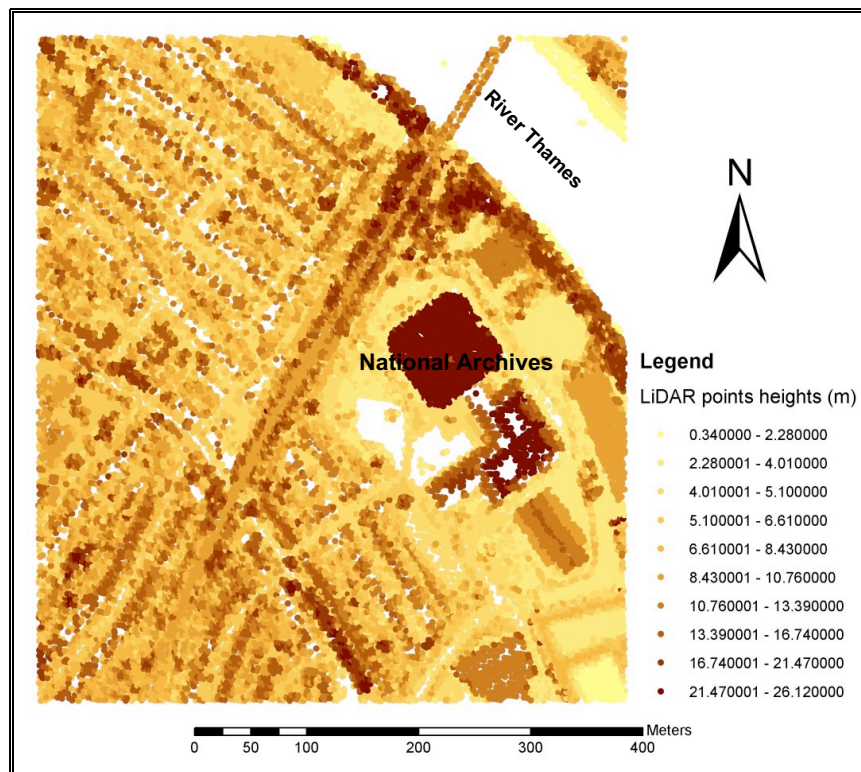 River Thames
N
National Archives
Legend
LiDAR points heights (m)
0.340000 - 2.280000
2.280001 - 4.010000
4.010001 - 5.100000
5.100001 - 6.610000
6.610001 - 8.430000
8.430001 - 10.760000
10.760001 - 13.390000
13.390001 - 16.740000
16.740001 - 21.470000
21.470001 - 26.120000
Meters
0 50 100 200 300 400